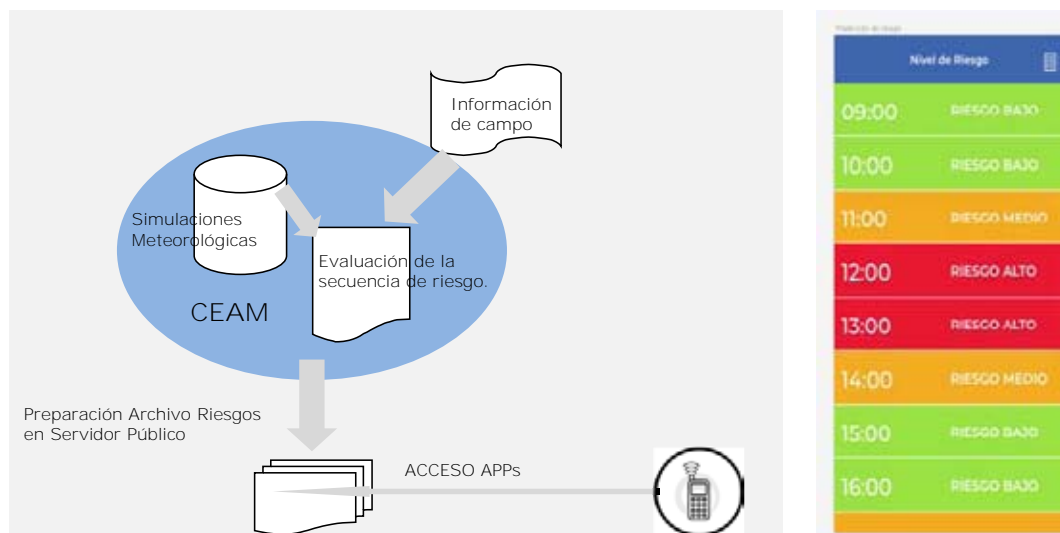 Información
de campo
Simulaciones
Meteorológicas
Evaluación de la
secuencia de riesgo.
CEAM
Preparación Archivo Riesgos
en Servidor Público
ACCESO APPs
Nivel de Riesgo
09:00 RIESGO BAJO
10:00 RIESGO BAJO
11:00 RIESGO MEDIO
12:00 RIESGO ALTO
13:00 RIESGO ALTO
14:00 RIESGO MEDIO
15:00 RIESGO BAJO
16:00 RIESGO BAJO